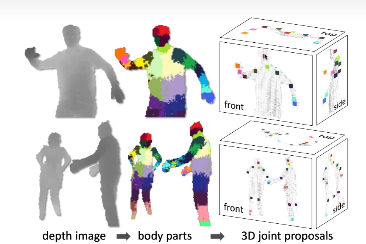 top
front
side
top
front
side
depth image ➡ body parts ➡ 3D joint proposals